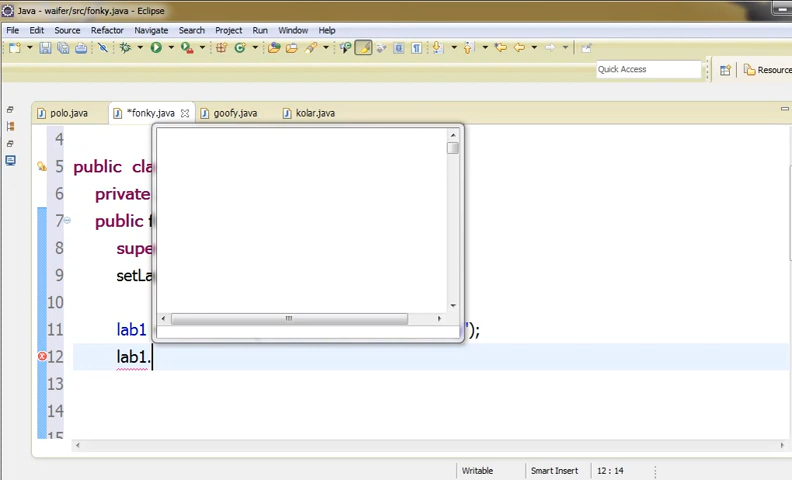 Java - waifer/src/fonky.java - Eclipse
File Edit Source Refactor Navigate Search Project Run Window Help
Quick Access
Resource
polo.java *fonky.java goofy.java kolar.java
4
5 public cla
6 private
7 public f
8 supe
9 setLa
10
11 lab1 ");
12 lab1.
13
14
15
Writable Smart Insert 12 : 14